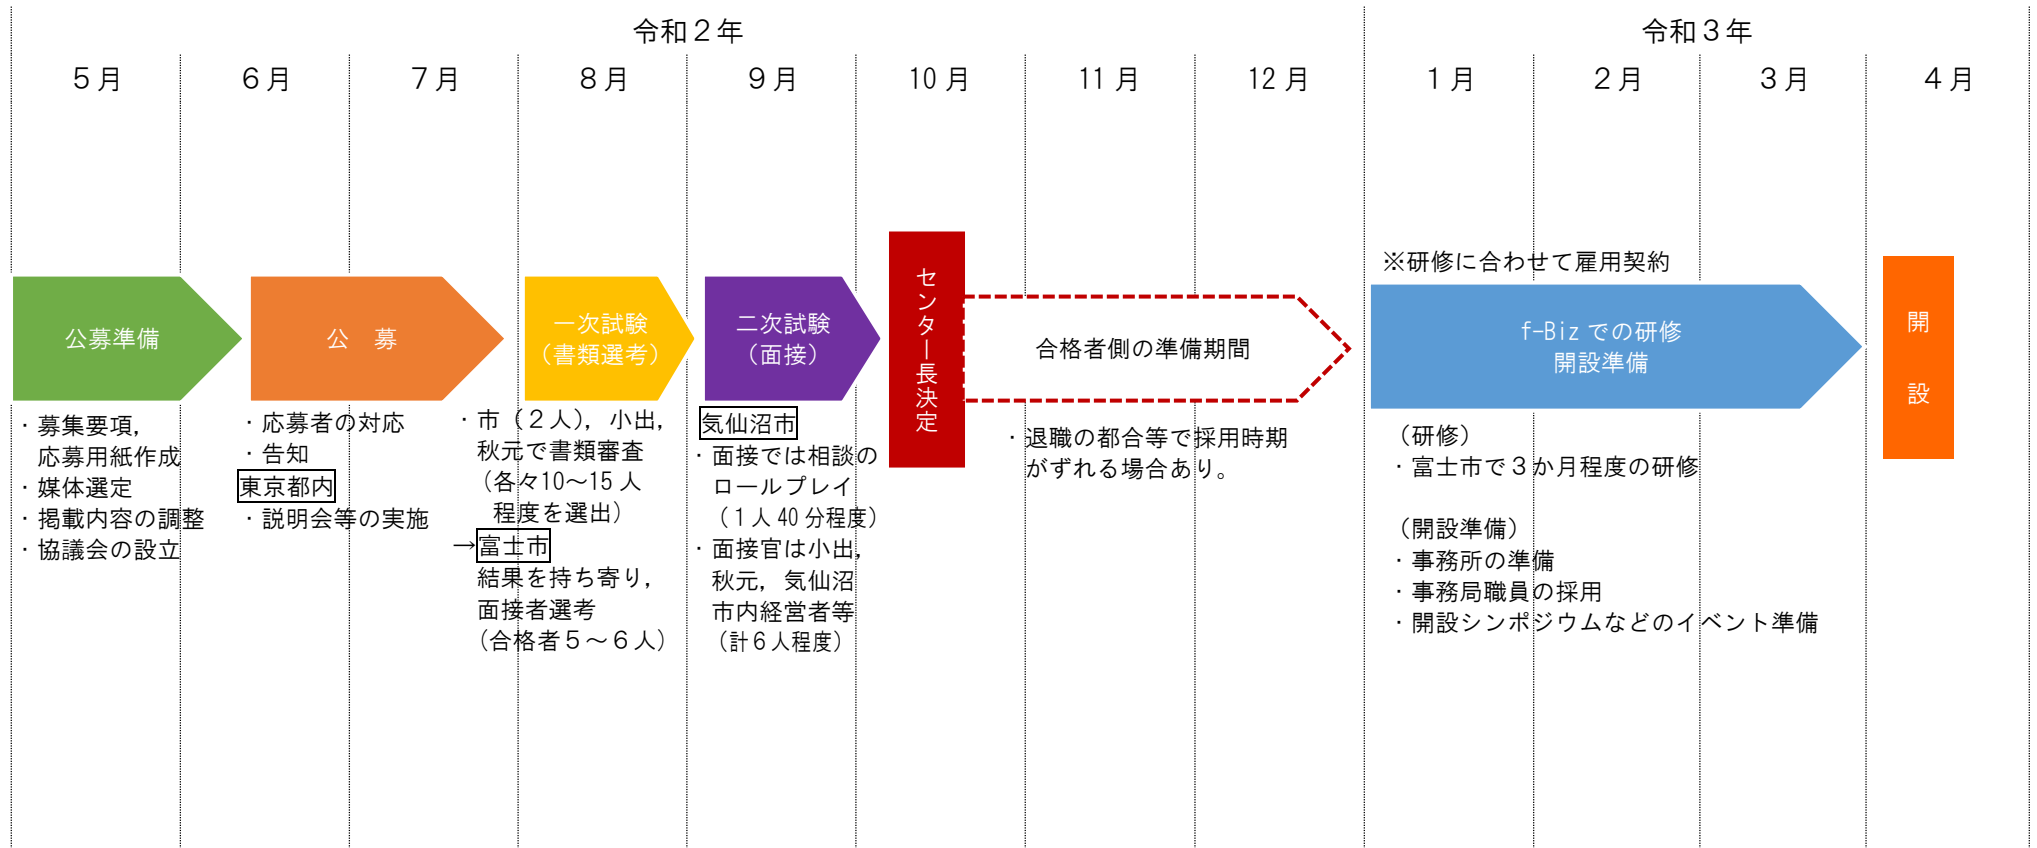 令和２年
令和３年
５月
６月
７月
８月
９月
10月
11月
12月
１月
２月
３月
４月
公募準備
・募集要項，
応募用紙作成
・媒体選定
・掲載内容の調整
・協議会の設立
公　募
・応募者の対応
・告知
東京都内
・説明会等の実施
一次試験
（書類選考）
・市（２人），小出，
秋元で書類審査
（各々10～15人
程度を選出）
→富士市
結果を持ち寄り，
面接者選考
（合格者５～６人）
二次試験
（面接）
気仙沼市
・面接では相談の
ロールプレイ
（１人40分程度）
・面接官は小出，
秋元，気仙沼
市内経営者等
（計６人程度）
センター長決定
合格者側の準備期間
・退職の都合等で採用時期
がずれる場合あり。
※研修に合わせて雇用契約
f-Bizでの研修
開設準備
（研修）
・富士市で３か月程度の研修
（開設準備）
・事務所の準備
・事務局職員の採用
・開設シンポジウムなどのイベント準備
開　設